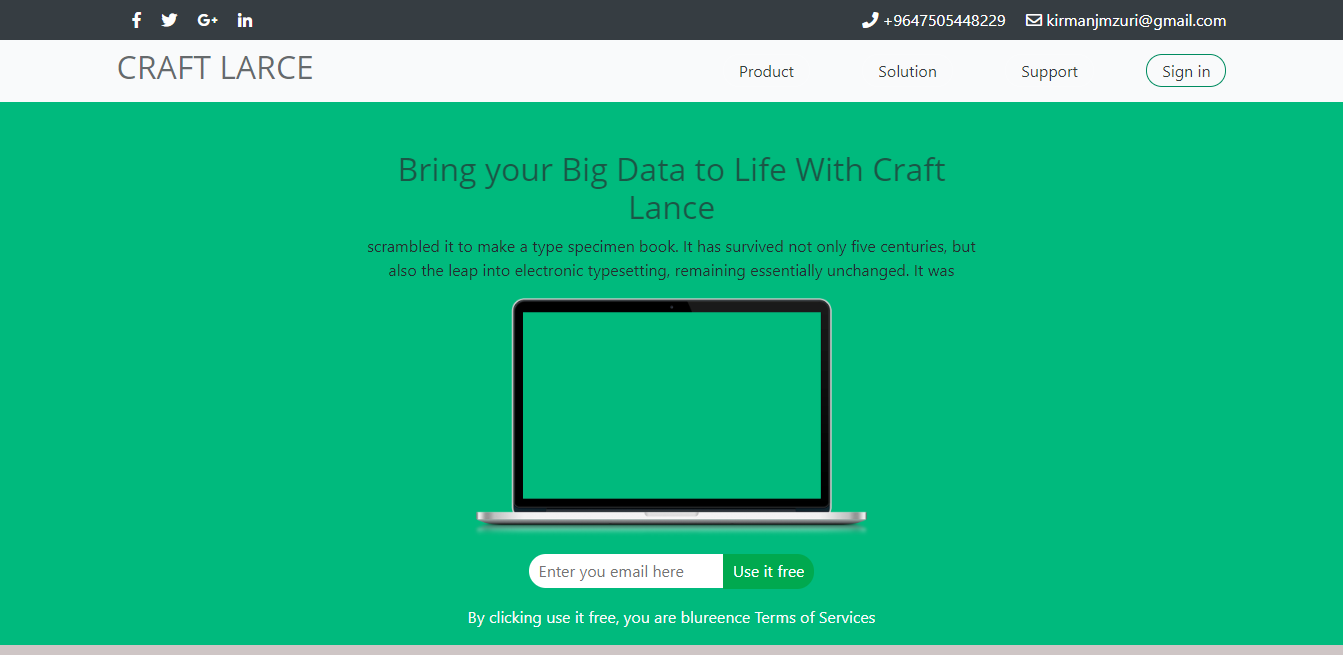 +9647505448229 kirmanjmzuri@gmail.com
CRAFT LARCE Product Solution Support Sign in
Bring your Big Data to Life With Craft
Lance
scrambled it to make a type specimen book. It has survived not only five centuries, but
also the leap into electronic typesetting, remaining essentially unchanged. It was
Enter you email here Use it free
By clicking use it free, you are blureence Terms of Services